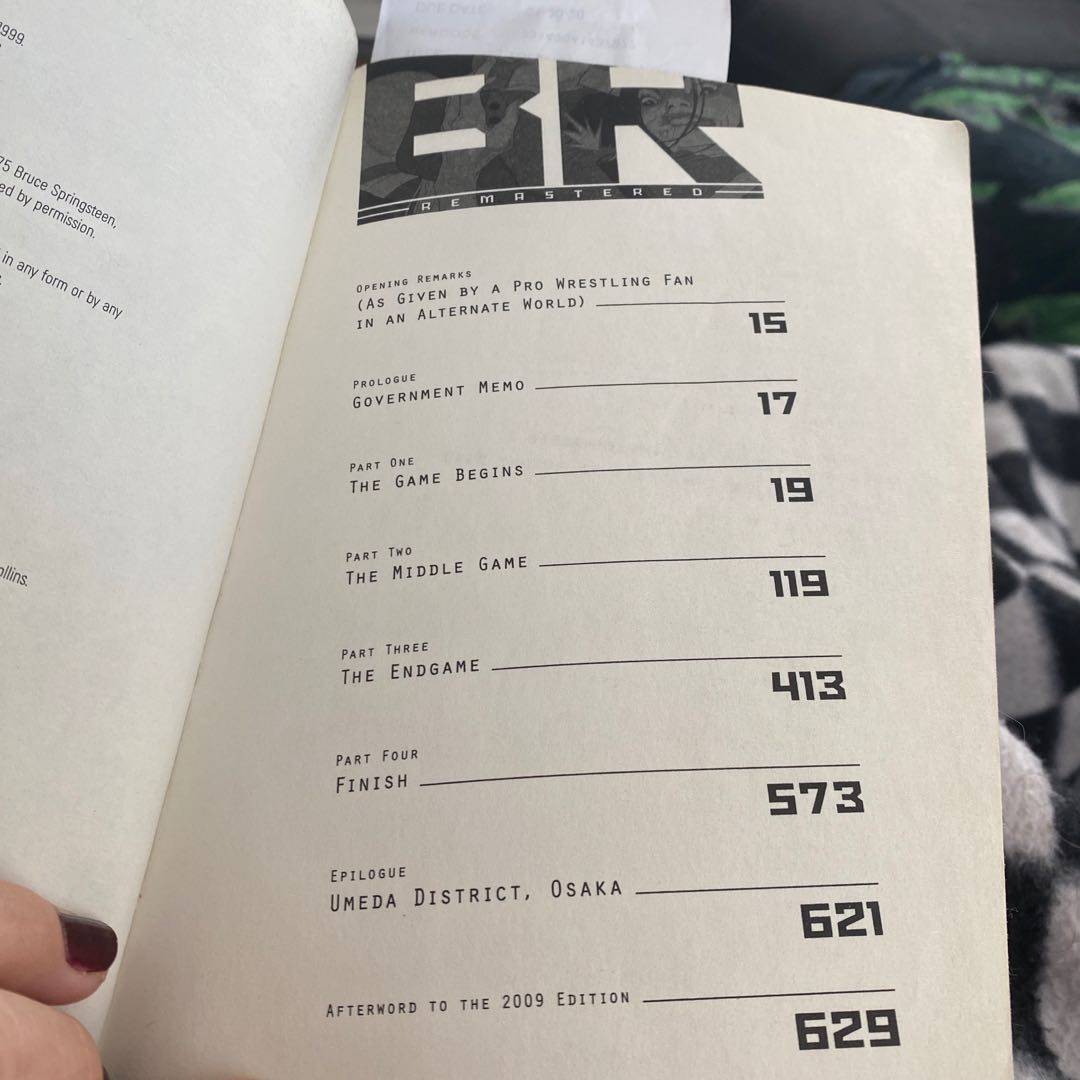 1999.
75 Bruce Springsteen,
ed by permission.
in any form or by any
ollins.
DUE DATE
BR
REMASTERED
OPENING REMARKS
(AS GIVEN BY A PRO WRESTLING FAN
IN AN ALTERNATE WORLD)
15
PROLOGUE
GOVERNMENT MEMO
17
PART ONE
THE GAME BEGINS
19
PART TWO
THE MIDDLE GAME
119
PART THREE
THE ENDGAME
413
PART FOUR
FINISH
573
EPILOGUE
UMEDA DISTRICT, OSAKA
621
AFTERWORD TO THE 2009 EDITION
629